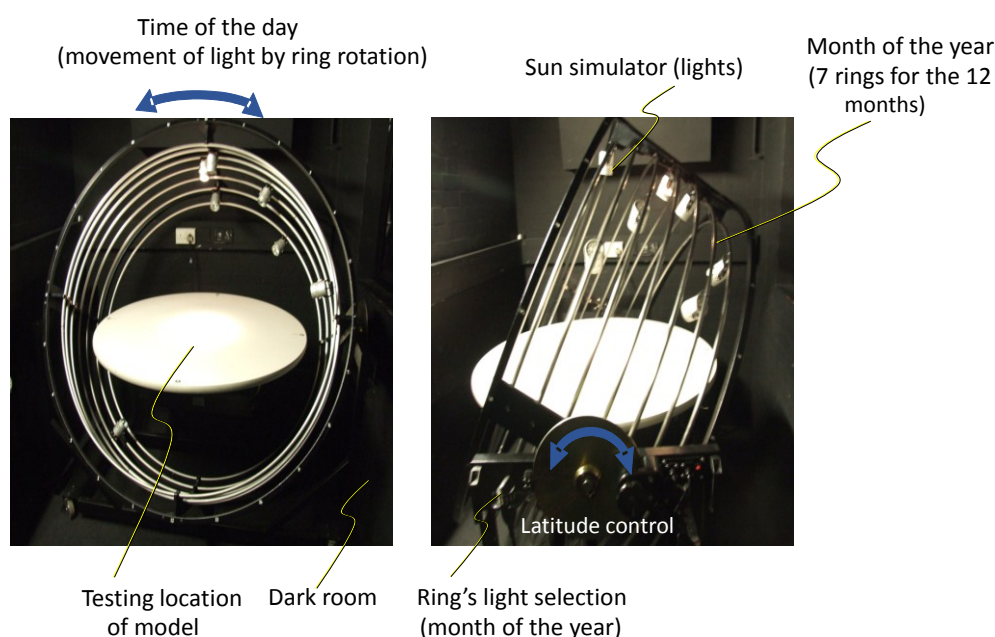 Time of the day
(movement of light by ring rotation)
Sun simulator (lights)
Month of the year
(7 rings for the 12
months)
Latitude control
Testing location
of model
Dark room
Ring's light selection
(month of the year)